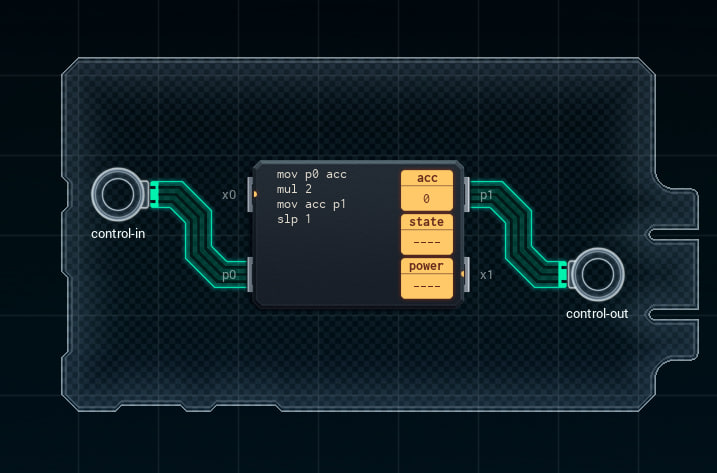 mov p0 acc
mul 2
mov acc p1
slp 1
acc
0
state
----
power
----
x0
p0
p1
x1
control-in
control-out